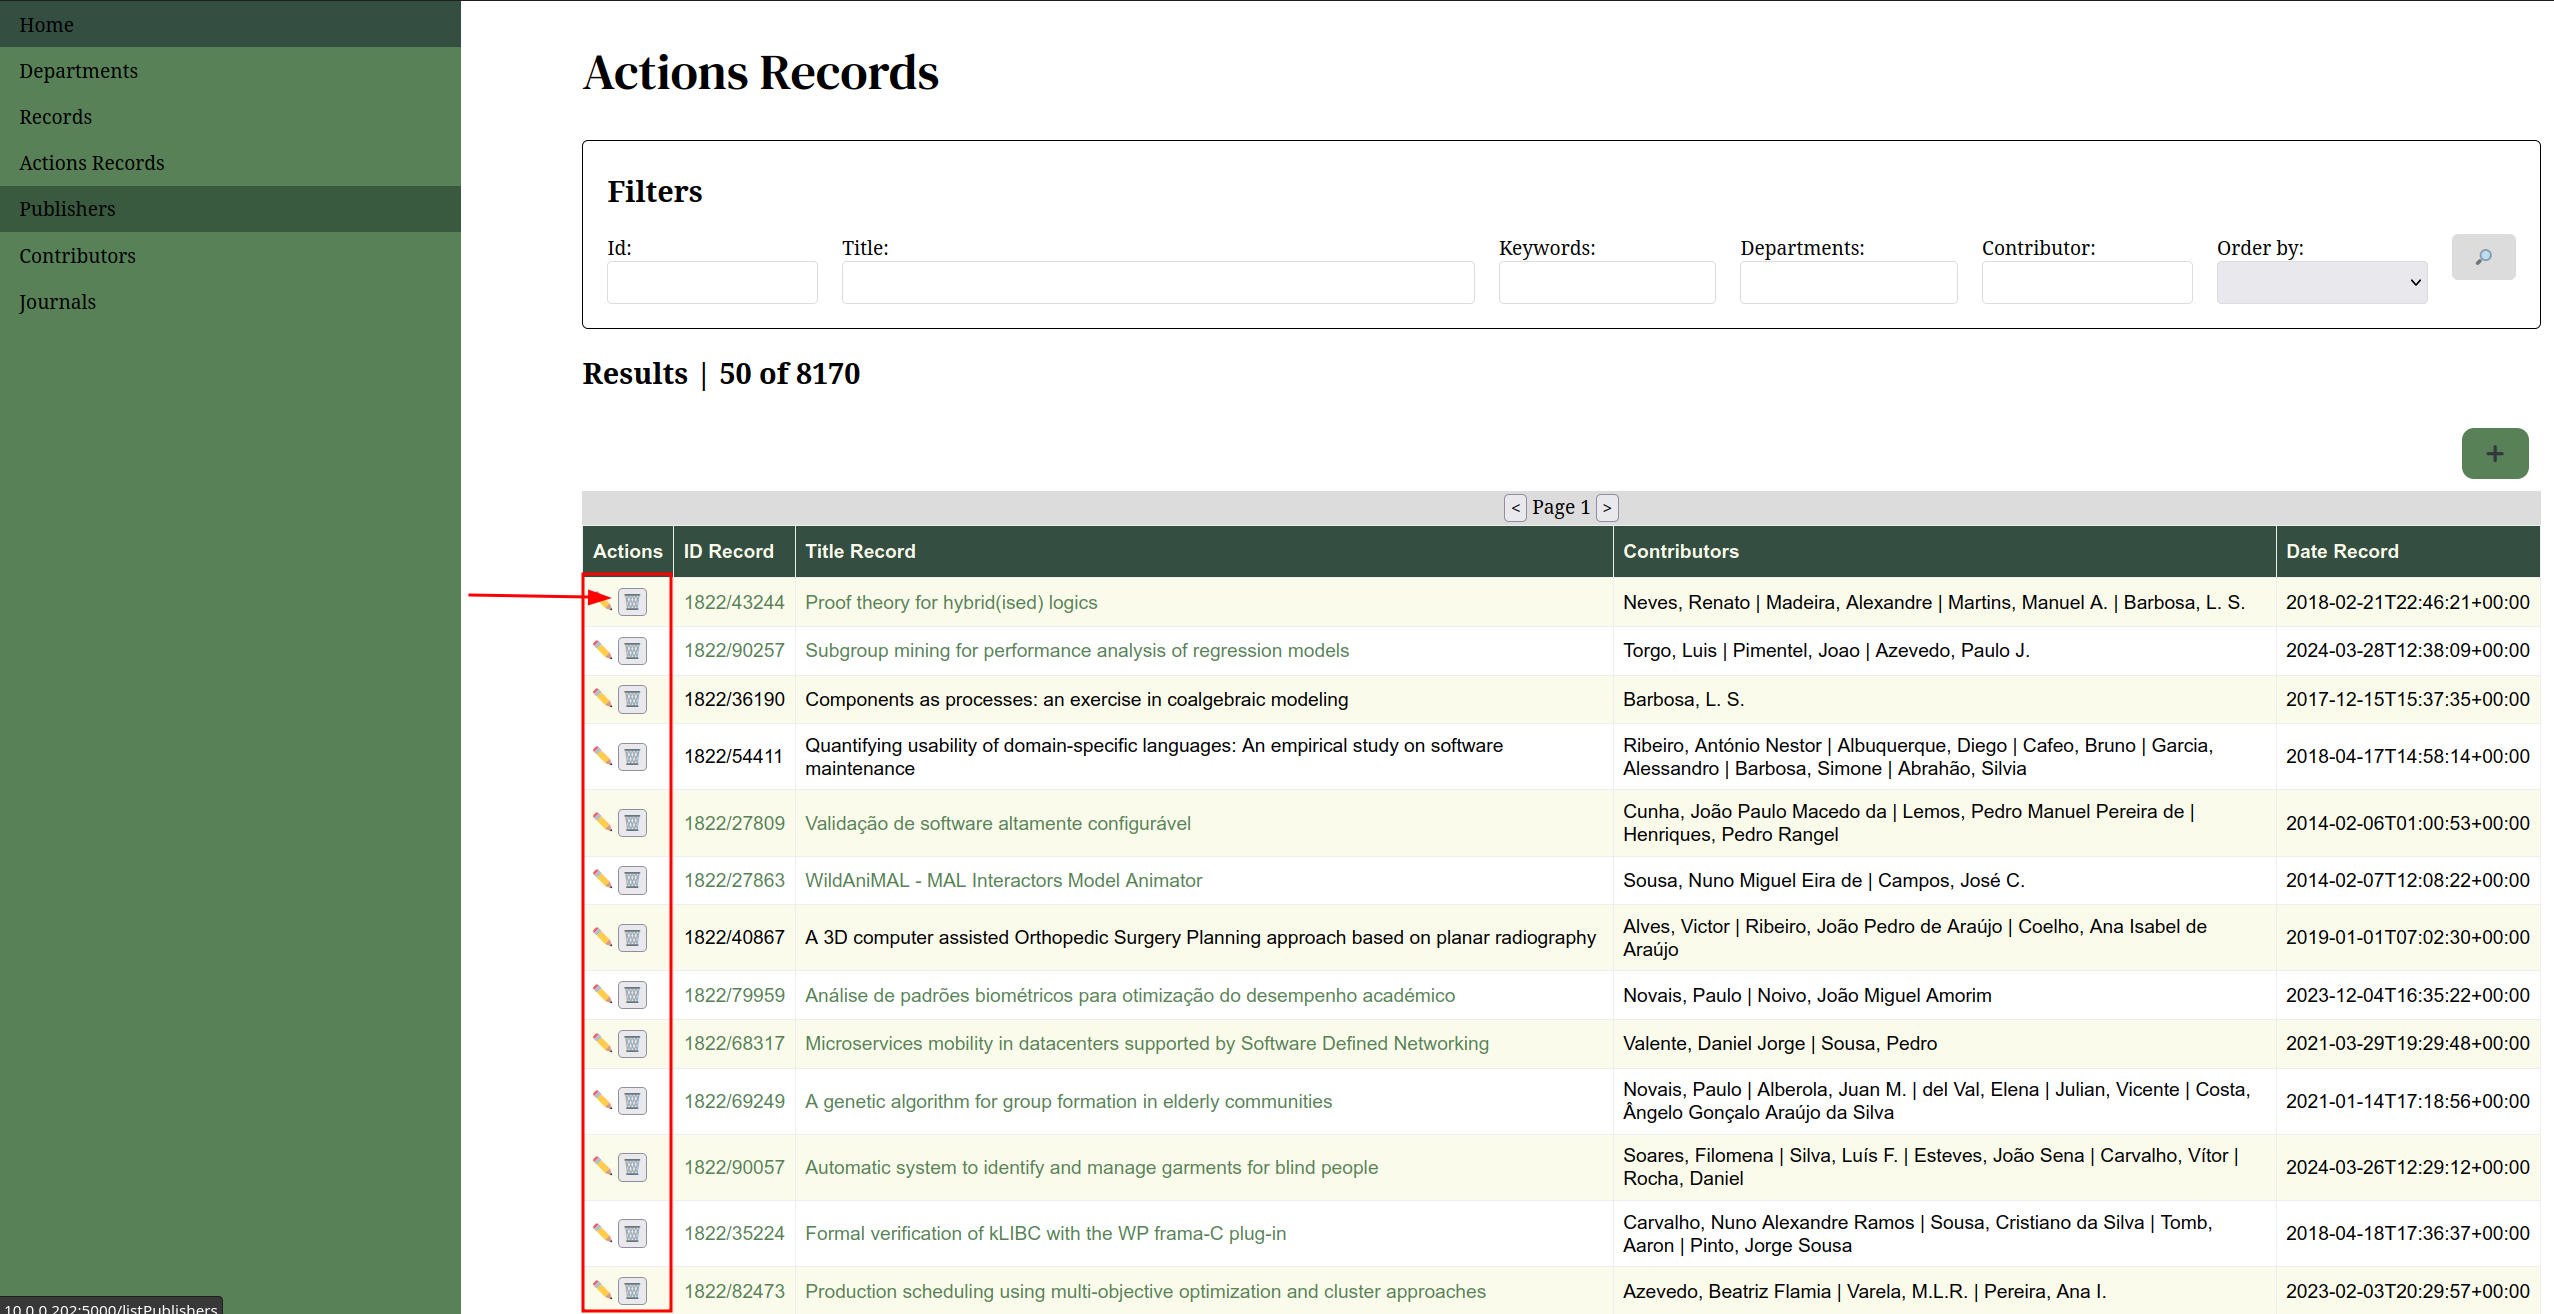 Home
Departments
Records
Actions Records
Publishers
Contributors
Journals
Actions Records
Filters
Id:
Title:
Keywords:
Departments:
Contributor:
Order by:
Results | 50 of 8170
+
< Page 1 >
Actions ID Record Title Record Contributors Date Record
1822/43244 Proof theory for hybrid(ised) logics Neves, Renato | Madeira, Alexandre | Martins, Manuel A. | Barbosa, L. S. 2018-02-21T22:46:21+00:00
1822/90257 Subgroup mining for performance analysis of regression models Torgo, Luis | Pimentel, Joao | Azevedo, Paulo J. 2024-03-28T12:38:09+00:00
1822/36190 Components as processes: an exercise in coalgebraic modeling Barbosa, L. S. 2017-12-15T15:37:35+00:00
1822/54411 Quantifying usability of domain-specific languages: An empirical study on software
maintenance
Ribeiro, António Nestor | Albuquerque, Diego | Cafeo, Bruno | Garcia,
Alessandro | Barbosa, Simone | Abrahão, Silvia
2018-04-17T14:58:14+00:00
1822/27809 Validação de software altamente configurável
Cunha, João Paulo Macedo da | Lemos, Pedro Manuel Pereira de |
Henriques, Pedro Rangel
2014-02-06T01:00:53+00:00
1822/27863 WildAniMAL - MAL Interactors Model Animator Sousa, Nuno Miguel Eira de | Campos, José C. 2014-02-07T12:08:22+00:00
1822/40867 A 3D computer assisted Orthopedic Surgery Planning approach based on planar radiography
Alves, Victor | Ribeiro, João Pedro de Araújo | Coelho, Ana Isabel de
Araújo
2019-01-01T07:02:30+00:00
1822/79959 Análise de padrões biométricos para otimização do desempenho académico Novais, Paulo | Noivo, João Miguel Amorim 2023-12-04T16:35:22+00:00
1822/68317 Microservices mobility in datacenters supported by Software Defined Networking Valente, Daniel Jorge | Sousa, Pedro 2021-03-29T19:29:48+00:00
1822/69249 A genetic algorithm for group formation in elderly communities
Novais, Paulo | Alberola, Juan M. | del Val, Elena | Julian, Vicente | Costa,
Ângelo Gonçalo Araújo da Silva
2021-01-14T17:18:56+00:00
1822/90057 Automatic system to identify and manage garments for blind people
Soares, Filomena | Silva, Luís F. | Esteves, João Sena | Carvalho, Vítor |
Rocha, Daniel
2024-03-26T12:29:12+00:00
1822/35224 Formal verification of kLIBC with the WP frama-C plug-in
Carvalho, Nuno Alexandre Ramos | Sousa, Cristiano da Silva | Tomb,
Aaron | Pinto, Jorge Sousa
2018-04-18T17:36:37+00:00
1822/82473 Production scheduling using multi-objective optimization and cluster approaches Azevedo, Beatriz Flamia | Varela, M.L.R. | Pereira, Ana I. 2023-02-03T20:29:57+00:00
10.0.0.202:5000/listPublishers